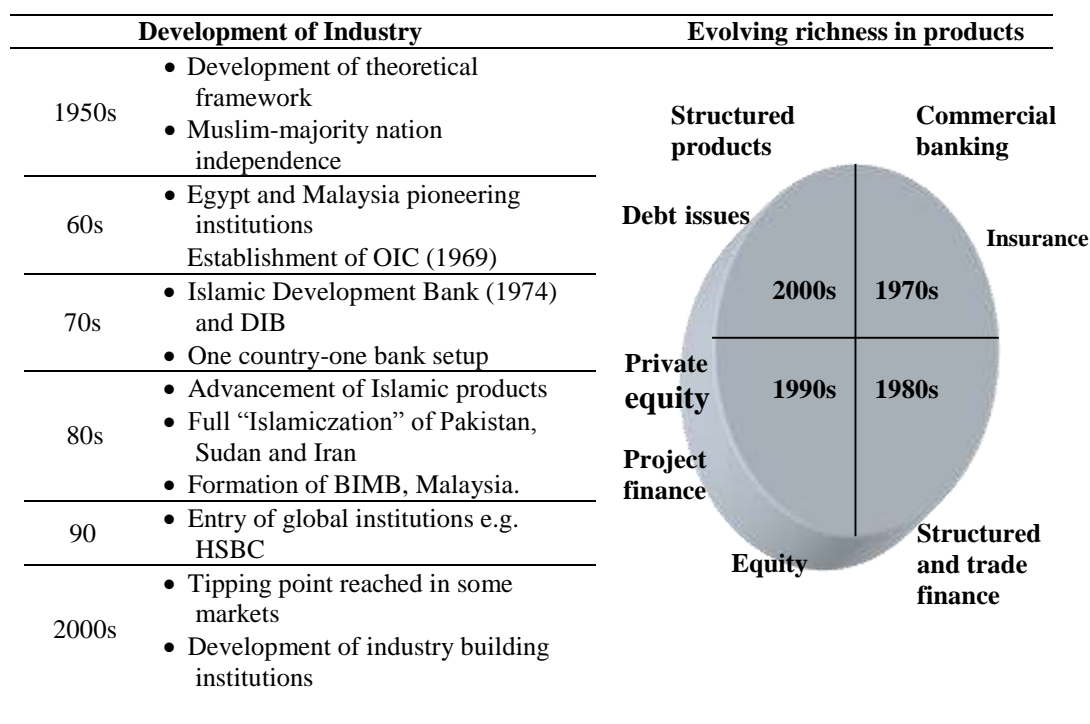 Development of Industry
Evolving richness in products
1950s
• Development of theoretical
framework
• Muslim-majority nation
independence
60s
• Egypt and Malaysia pioneering
institutions
Establishment of OIC (1969)
70s
• Islamic Development Bank (1974)
and DIB
• One country-one bank setup
80s
• Advancement of Islamic products
• Full “Islamiczation” of Pakistan,
Sudan and Iran
• Formation of BIMB, Malaysia.
90
• Entry of global institutions e.g.
HSBC
2000s
• Tipping point reached in some
markets
• Development of industry building
institutions
Structured
products
Commercial
banking
Debt issues
Insurance
2000s
1970s
Private
equity
1990s
1980s
Project
finance
Equity
Structured
and trade
finance